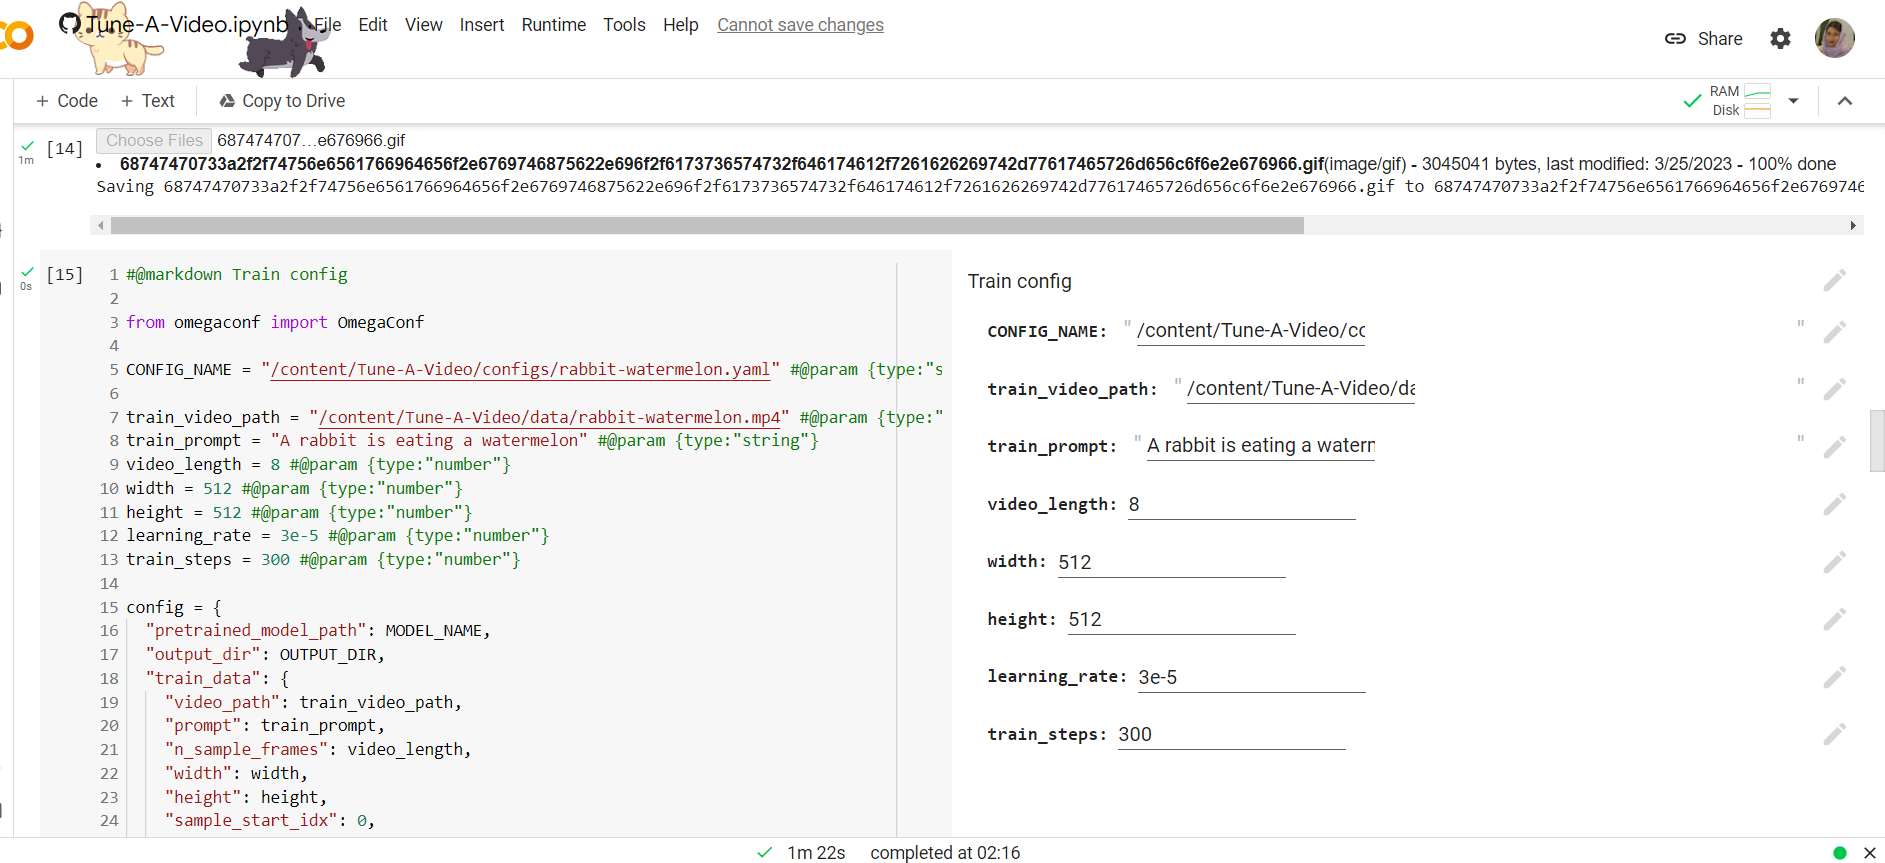 Tune-A-Video.ipynb
File Edit View Insert Runtime Tools Help Cannot save changes
Share
+ Code + Text Copy to Drive
RAM
Disk
[14]
1m
Choose Files 687474707...e676966.gif
68747470733a2f2f74756e6561766964656f2e6769746875622e696f2f6173736574732f646174612f7261626269742d77617465726d656c6f6e2e676966.gif(image/gif) - 3045041 bytes, last modified: 3/25/2023 - 100% done
Saving 68747470733a2f2f74756e6561766964656f2e6769746875622e696f2f6173736574732f646174612f7261626269742d77617465726d656c6f6e2e676966.gif to 68747470733a2f2f74756e6561766964656f2e6769746
[15]
0s
1 #@markdown Train config
2
3 from omegaconf import OmegaConf
4
5 CONFIG_NAME = "/content/Tune-A-Video/configs/rabbit-watermelon.yaml" #@param {type:"s
6
7 train_video_path = "/content/Tune-A-Video/data/rabbit-watermelon.mp4" #@param {type:"
8 train_prompt = "A rabbit is eating a watermelon" #@param {type:"string"}
9 video_length = 8 #@param {type:"number"}
10 width = 512 #@param {type:"number"}
11 height = 512 #@param {type:"number"}
12 learning_rate = 3e-5 #@param {type:"number"}
13 train_steps = 300 #@param {type:"number"}
14
15 config = {
16 "pretrained_model_path": MODEL_NAME,
17 "output_dir": OUTPUT_DIR,
18 "train_data": {
19 "video_path": train_video_path,
20 "prompt": train_prompt,
21 "n_sample_frames": video_length,
22 "width": width,
23 "height": height,
24 "sample_start_idx": 0,
Train config
CONFIG_NAME: "/content/Tune-A-Video/co "
train_video_path: "/content/Tune-A-Video/da "
train_prompt: "A rabbit is eating a watern "
video_length: 8
width: 512
height: 512
learning_rate: 3e-5
train_steps: 300
1m 22s completed at 02:16